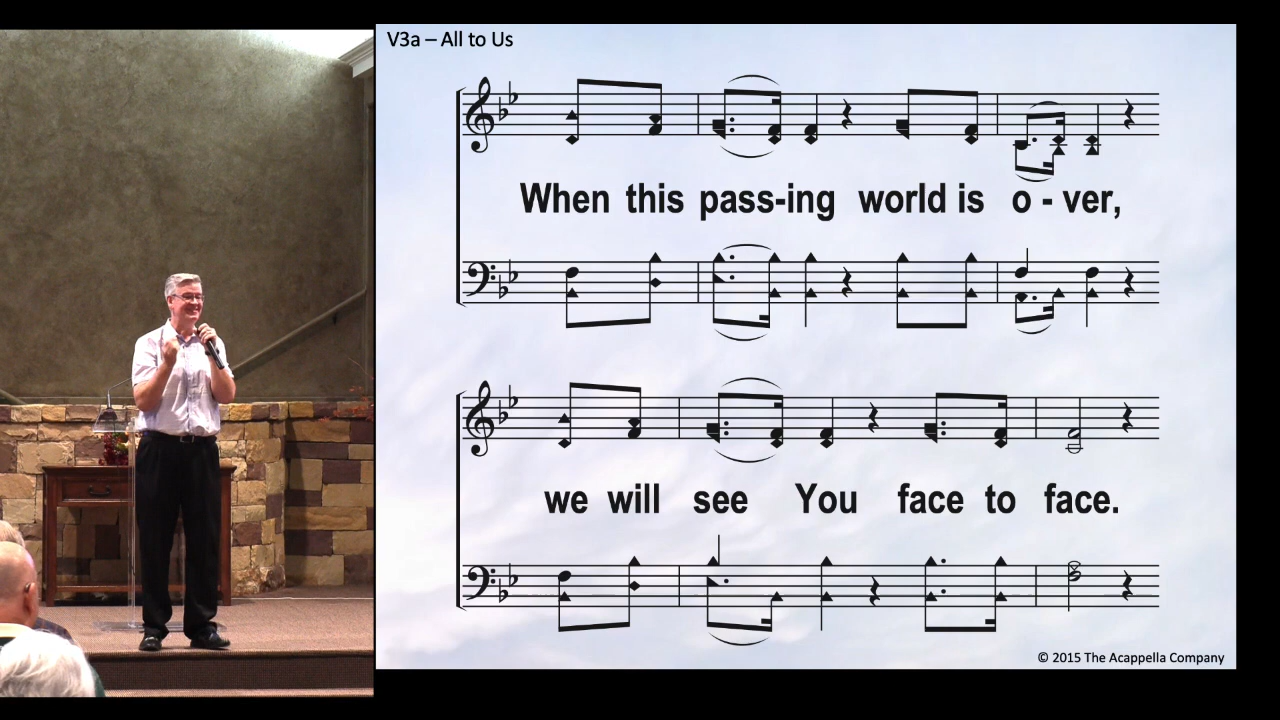 V3a – All to Us
When this pass-ing world is o - ver,
we will see You face to face.
© 2015 The Acappella Company